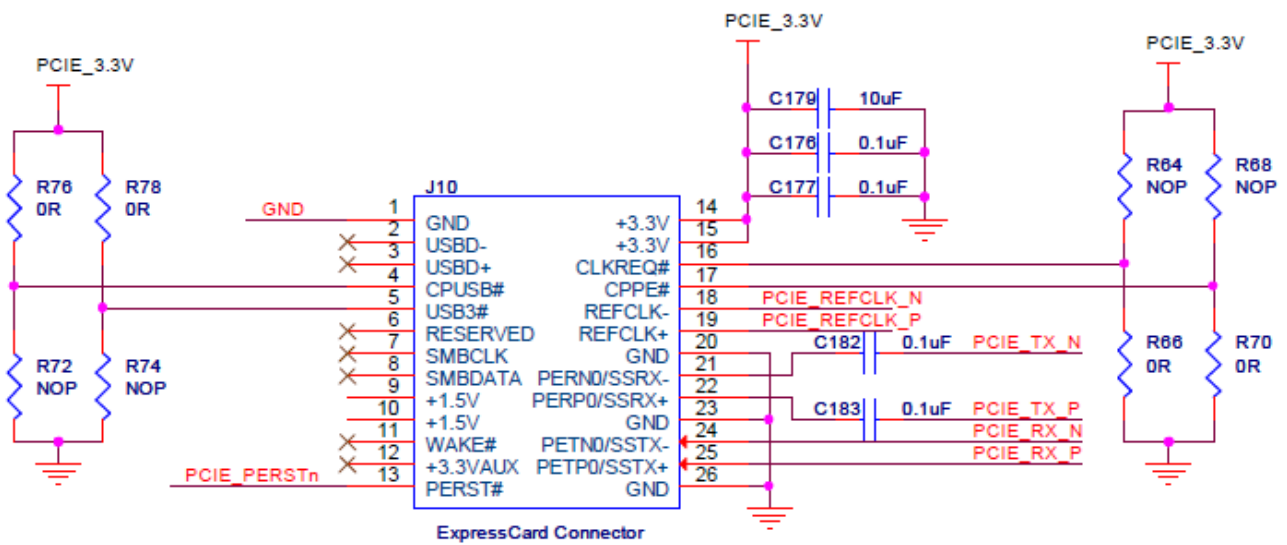 PCIE_3.3V
PCIE_3.3V
PCIE_3.3V
C179 10uF
C176 0.1uF
C177 0.1uF
R76
0R
R78
0R
R64
NOP
R68
NOP
J10
GND 1 GND
2 USBD-
3 USBD+
4 CPUSB#
5 USB3#
6 RESERVED
7 SMBCLK
8 SMBDATA
9 +1.5V
10 +1.5V
11 WAKE#
12 +3.3VAUX
PCIE_PERSTn 13 PERST#
+3.3V 14
+3.3V 15
CLKREQ# 16
CPPE# 17
REFCLK- 18 PCIE_REFCLK_N
REFCLK+ 19 PCIE_REFCLK_P
GND 20
PERN0/SSRX- 21 C182 0.1uF PCIE_TX_N
PERP0/SSRX+ 22 C183 0.1uF PCIE_TX_P
GND 23
PETN0/SSTX- 24 PCIE_RX_N
PETP0/SSTX+ 25 PCIE_RX_P
GND 26
R72
NOP
R74
NOP
R66
0R
R70
0R
ExpressCard Connector